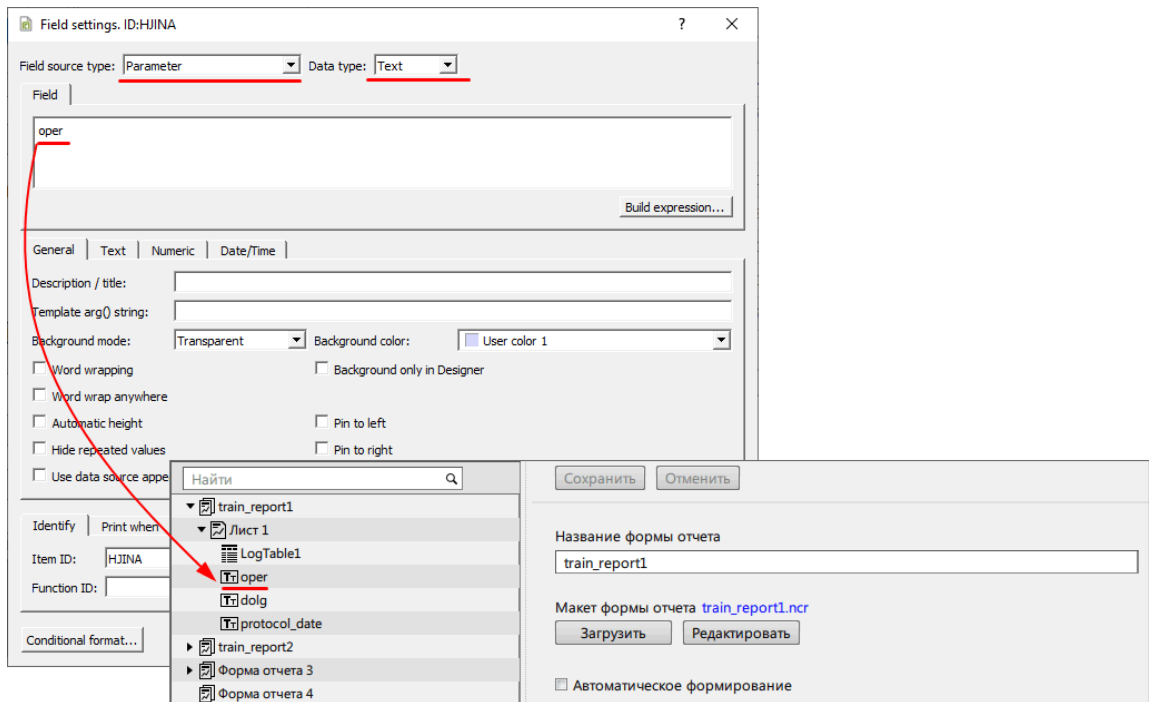 Field settings. ID:HJINA ?
Field source type: Parameter Data type: Text
Field
oper
Build expression...
General Text Numeric Date/Time
Description / title:
Template arg() string:
Background mode: Transparent Background color: User color 1
Word wrapping Background only in Designer
Word wrap anywhere
Automatic height Pin to left
Hide repeated values Pin to right
Use data source appe
Identify Print when
Item ID: HJINA
Function ID:
Conditional format...
Найти
train_report1
Лист 1
LogTable1
oper
dolg
protocol_date
train_report2
Форма отчета 3
Форма отчета 4
Сохранить Отменить
Название формы отчета
train_report1
Макет формы отчета train_report1.ncr
Загрузить Редактировать
Автоматическое формирование